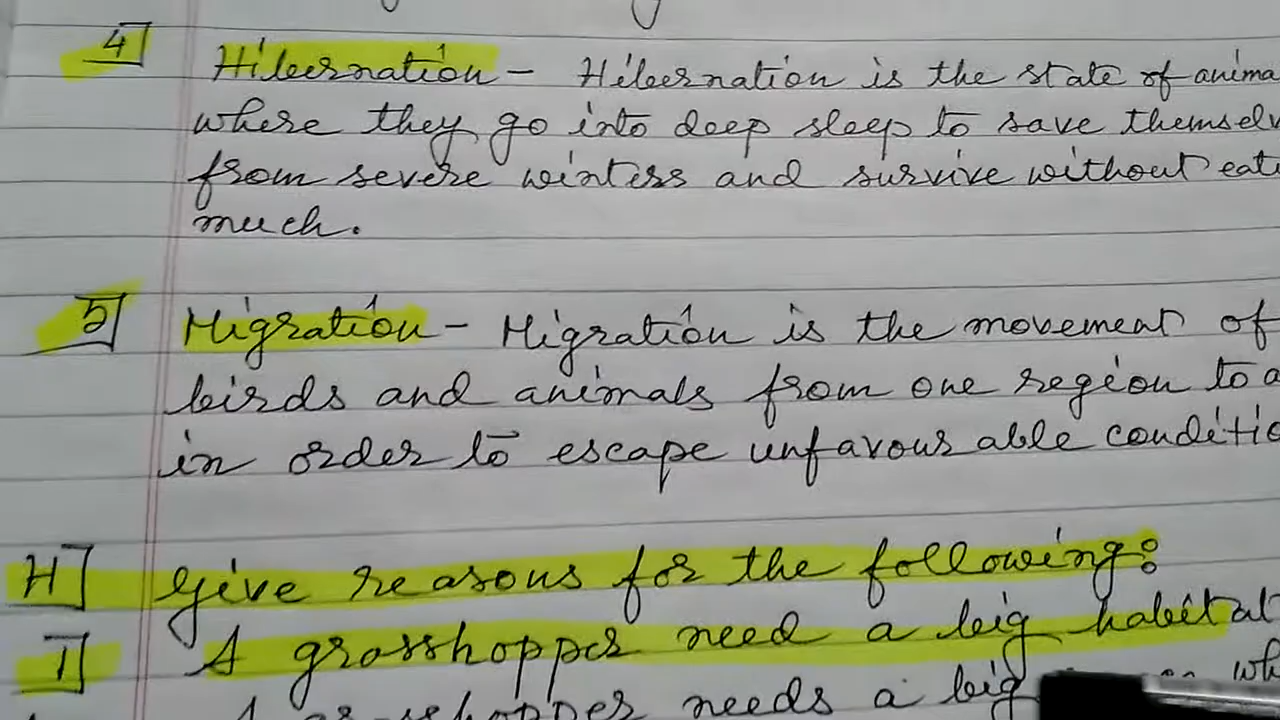 4] Hibernation - Hibernation is the state of anima
where they go into deep sleep to save themselv
from severe winters and survive without eat
much.
5] Migration - Migration is the movement of
birds and animals from one region to a
in order to escape unfavourable conditio
H] Give reasons for the following:
1] A grasshopper need a big habitat
A grasshopper needs a big wh